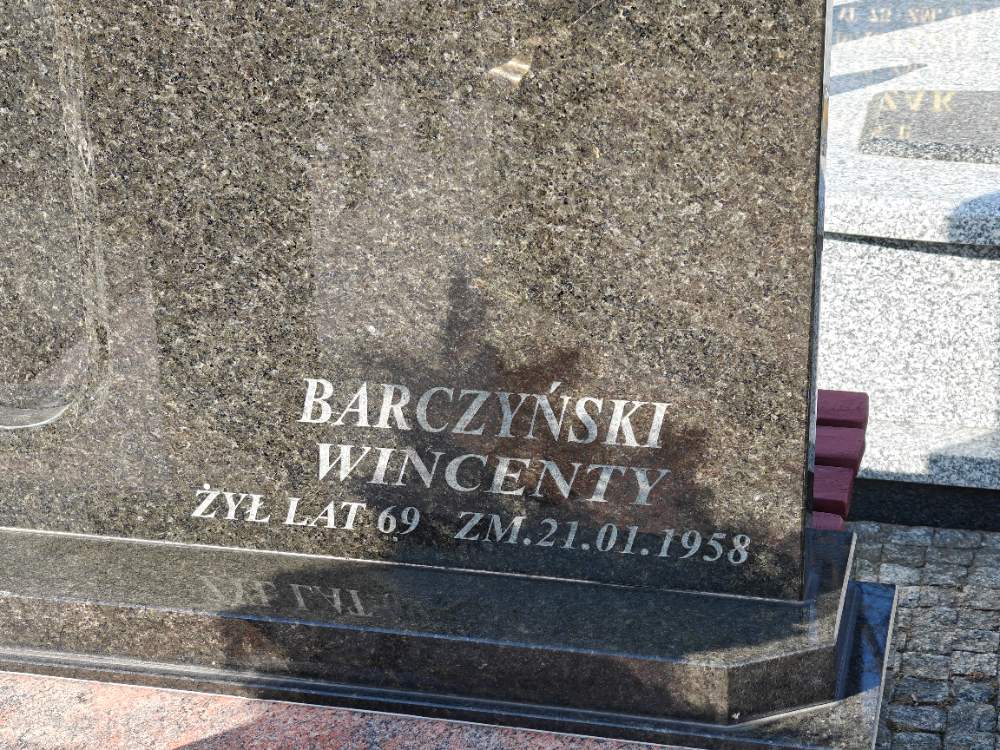 BARCZYŃSKI
WINCENTY
ŻYŁ LAT 69 ZM.21.01.1958